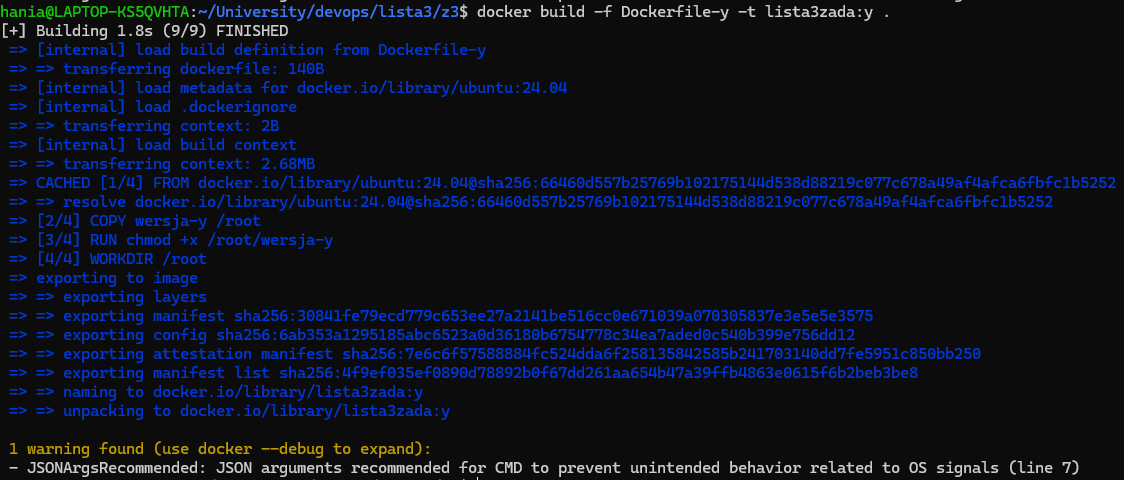 hania@LAPTOP-KS5QVHTA:~/University/devops/lista3/z3$ docker build -f Dockerfile-y -t lista3zada:y .
[+] Building 1.8s (9/9) FINISHED
=> [internal] load build definition from Dockerfile-y
=> => transferring dockerfile: 140B
=> [internal] load metadata for docker.io/library/ubuntu:24.04
=> [internal] load .dockerignore
=> => transferring context: 2B
=> [internal] load build context
=> => transferring context: 2.68MB
=> CACHED [1/4] FROM docker.io/library/ubuntu:24.04@sha256:66460d557b25769b102175144d538d88219c077c678a49af4afca6fbfc1b5252
=> => resolve docker.io/library/ubuntu:24.04@sha256:66460d557b25769b102175144d538d88219c077c678a49af4afca6fbfc1b5252
=> [2/4] COPY wersja-y /root
=> [3/4] RUN chmod +x /root/wersja-y
=> [4/4] WORKDIR /root
=> exporting to image
=> => exporting layers
=> => exporting manifest sha256:30841fe79ecd779c653ee27a2141be516cc0e671039a070305837e3e5e5e3575
=> => exporting config sha256:6ab353a1295185abc6523a0d36180b6754778c34ea7aded0c540b399e756dd12
=> => exporting attestation manifest sha256:7e6c6f57588884fc524dda6f258135842585b241703140dd7fe5951c850bb250
=> => exporting manifest list sha256:4f9ef035ef0890d78892b0f67dd261aa654b47a39ffb4863e0615f6b2beb3be8
=> => naming to docker.io/library/lista3zada:y
=> => unpacking to docker.io/library/lista3zada:y
1 warning found (use docker --debug to expand):
- JSONArgsRecommended: JSON arguments recommended for CMD to prevent unintended behavior related to OS signals (line 7)